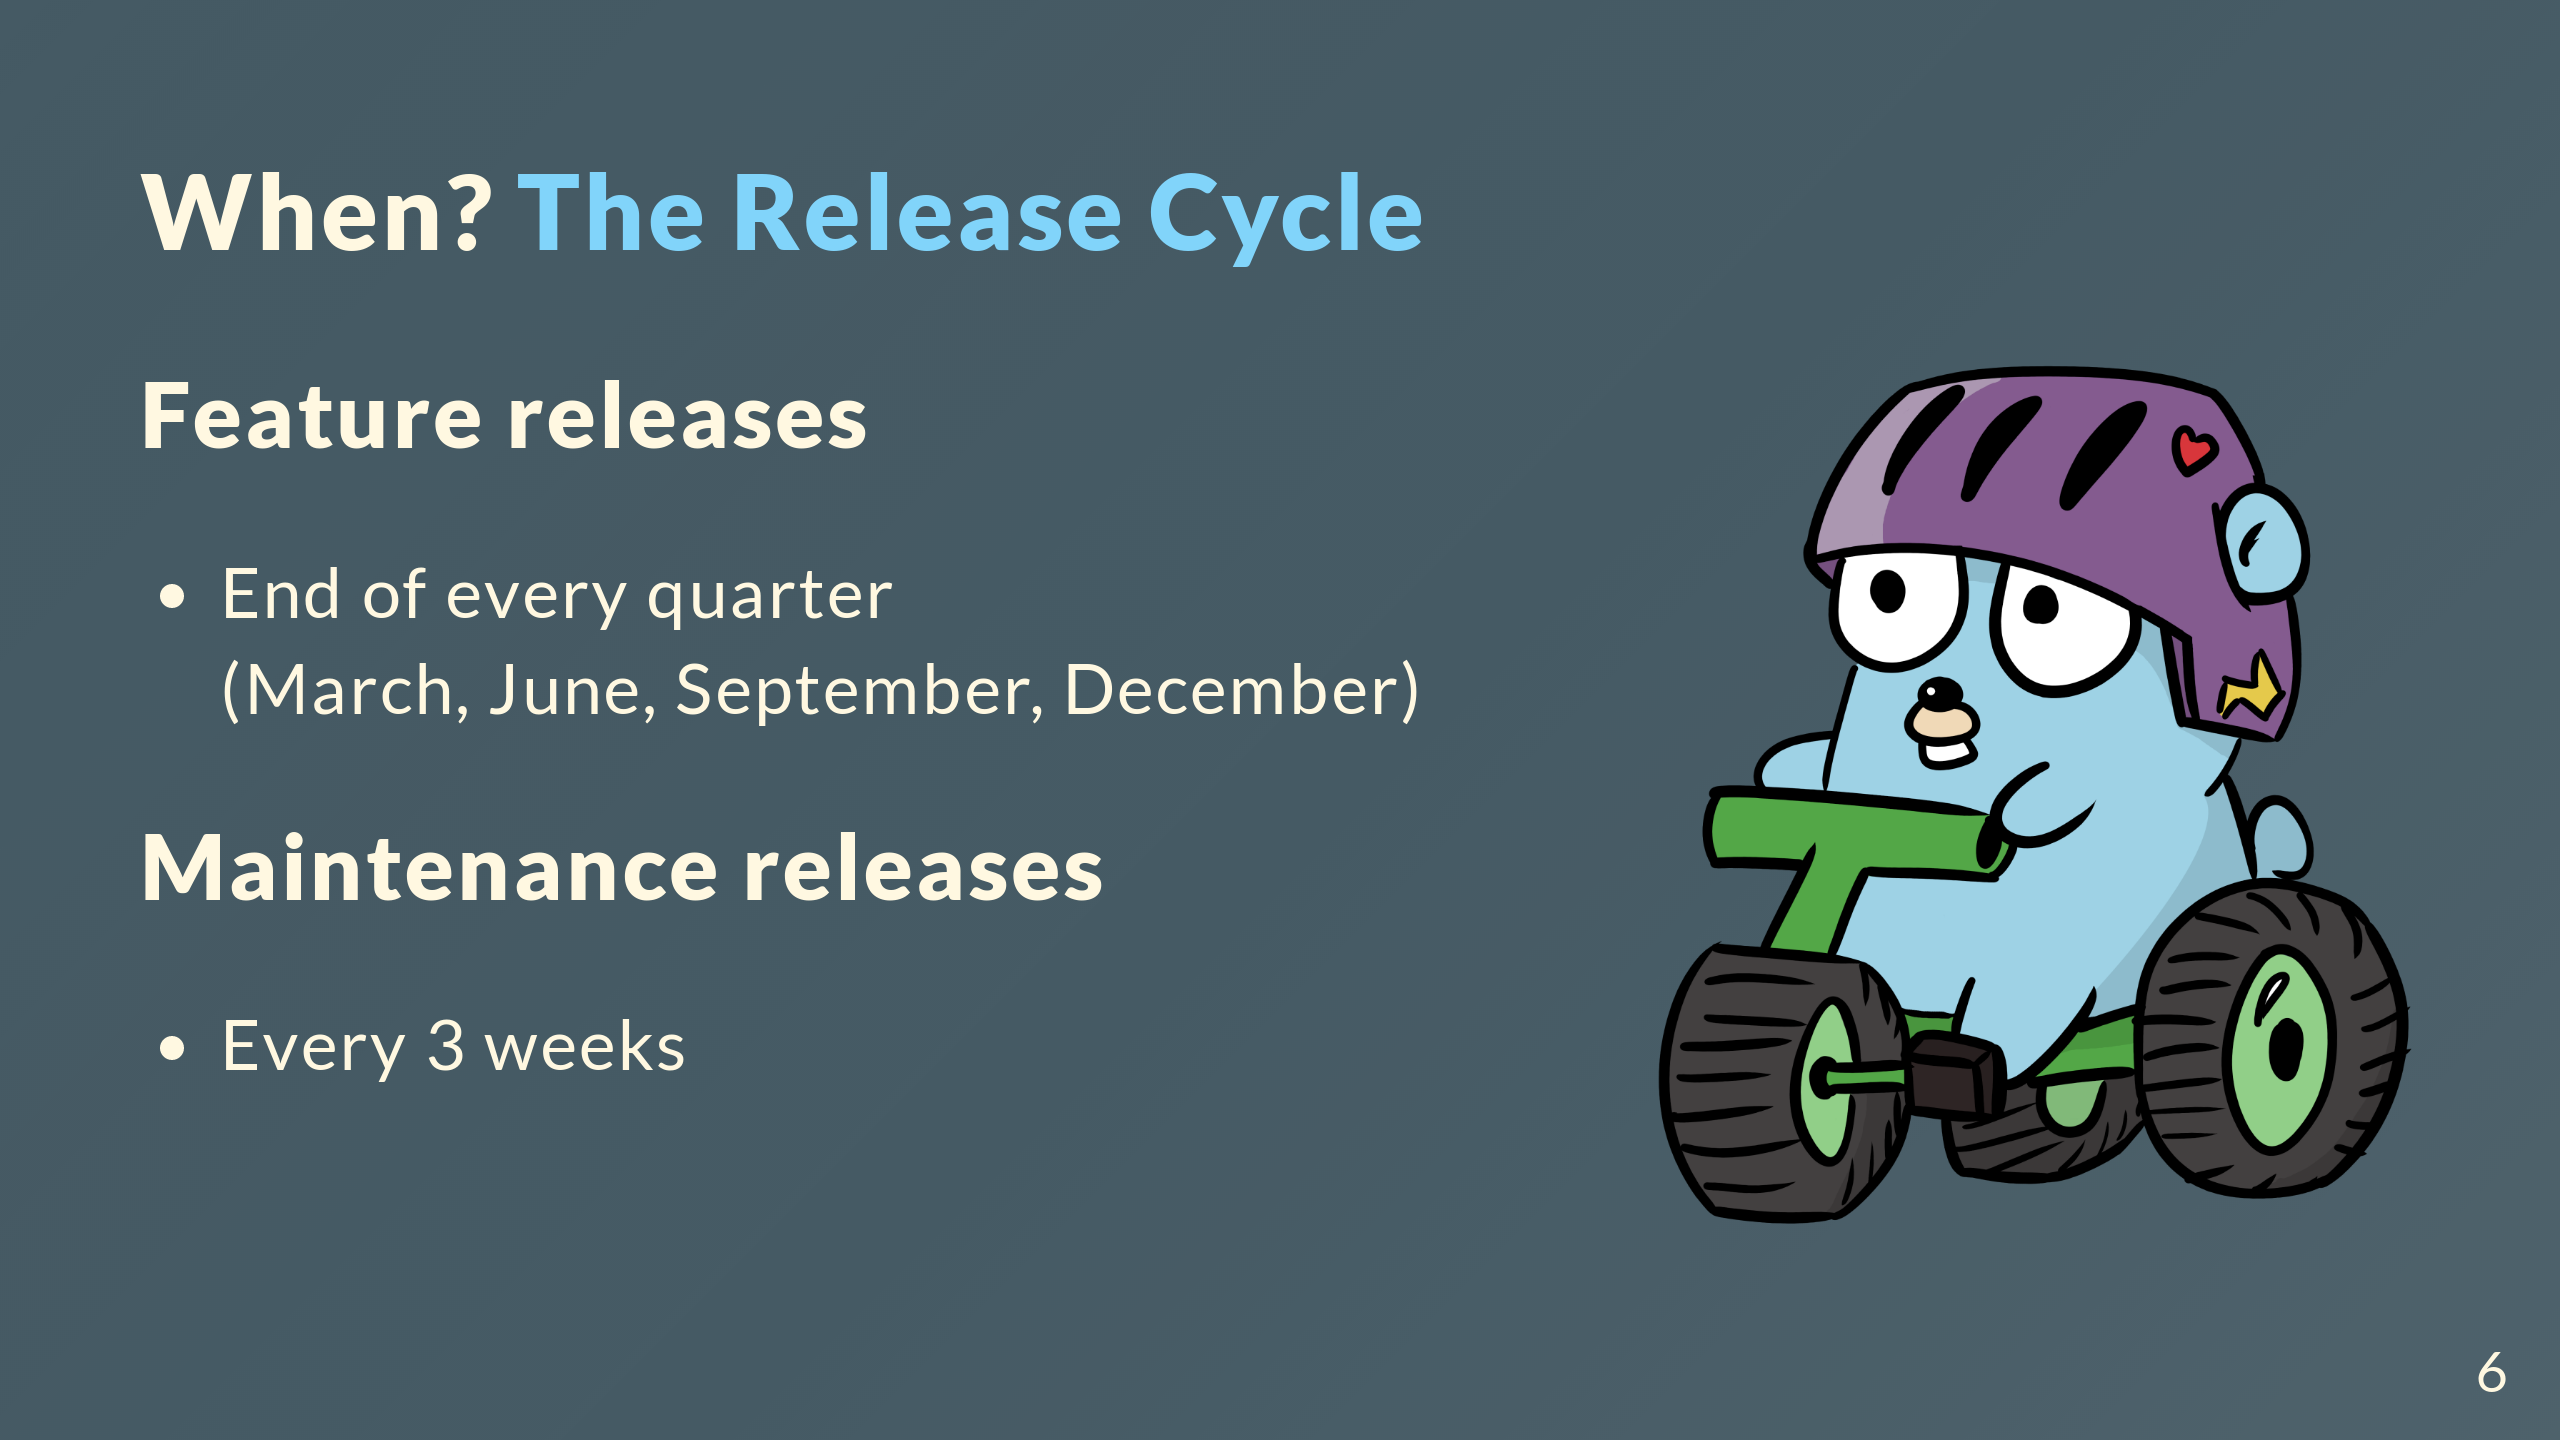 When? The Release Cycle
Feature releases
• End of every quarter
(March, June, September, December)
Maintenance releases
• Every 3 weeks
6